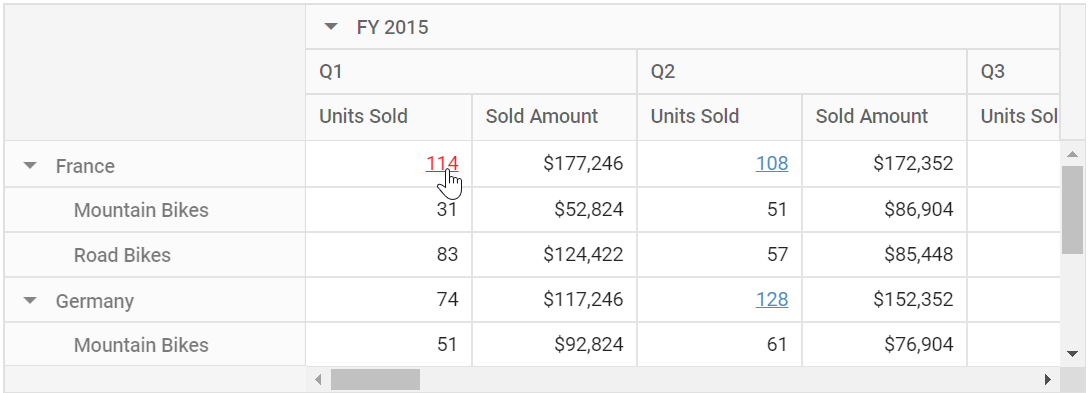 FY 2015
Q1 Q2 Q3
Units Sold Sold Amount Units Sold Sold Amount Units Sol
France 114 $177,246 108 $172,352
Mountain Bikes 31 $52,824 51 $86,904
Road Bikes 83 $124,422 57 $85,448
Germany 74 $117,246 128 $152,352
Mountain Bikes 51 $92,824 61 $76,904